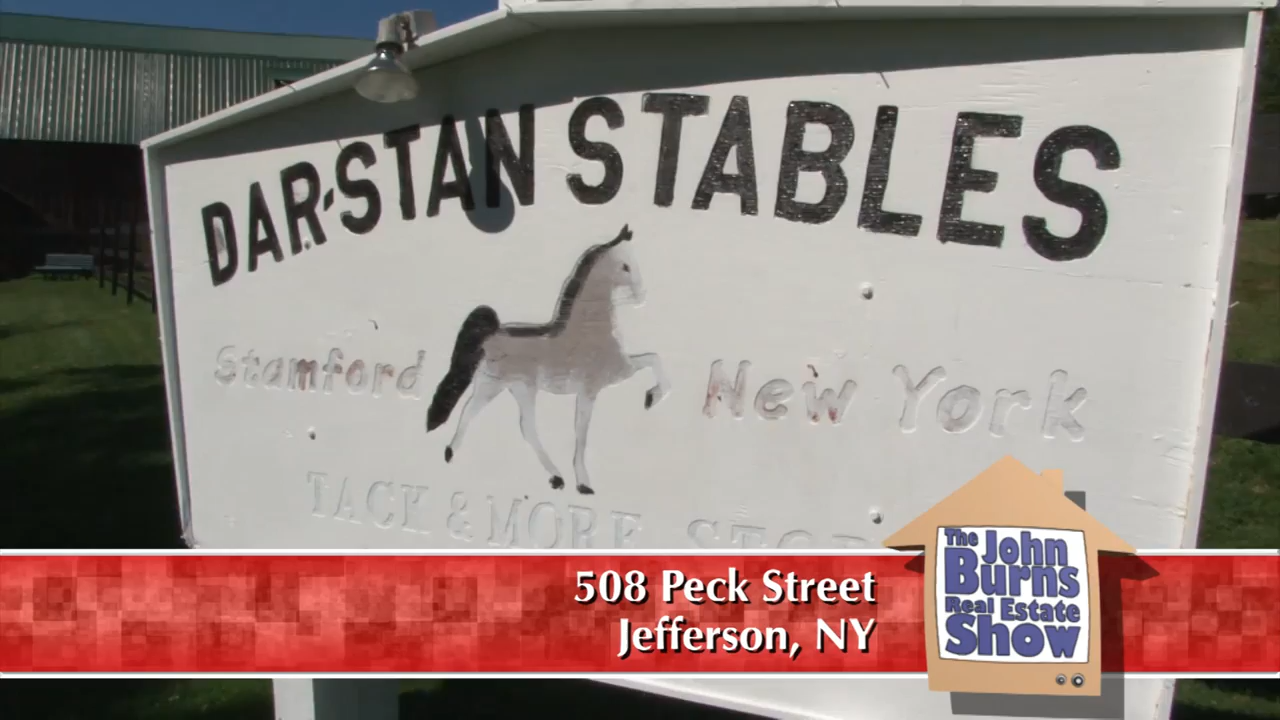 DAR-STAN STABLES
Stamford New York
TACK & MORE STORE
508 Peck Street
Jefferson, NY
The
John
Burns
Real Estate
Show